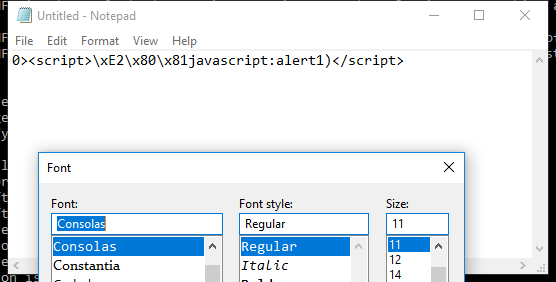 Untitled - Notepad
File Edit Format View Help
0><script>\xE2\x80\x81javascript:alert1)</script>
Font
Font: Font style: Size:
Consolas Regular 11
Consolas Regular 11
Constantia Italic 12
14